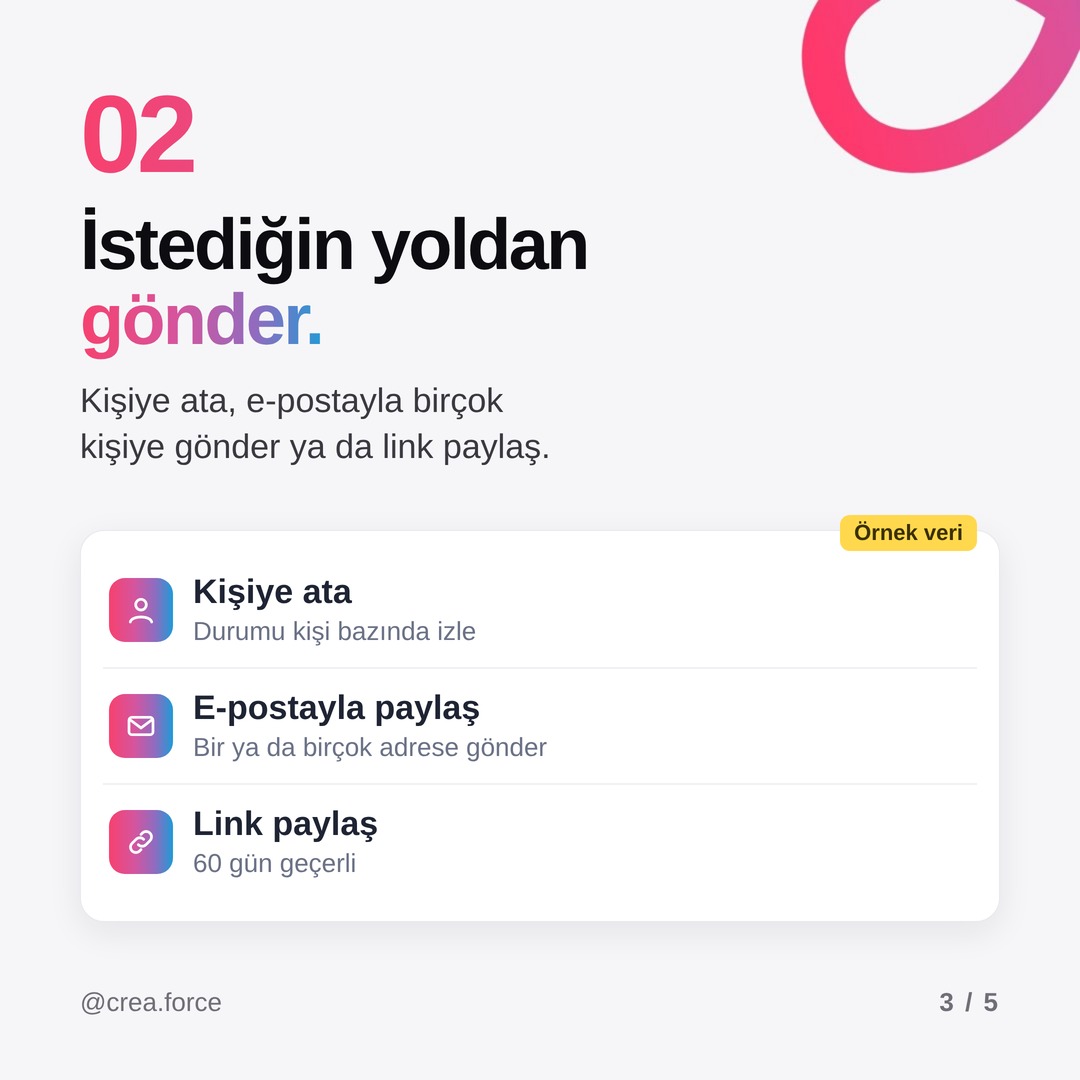 02
İstediğin yoldan
gönder.
Kişiye ata, e-postayla birçok
kişiye gönder ya da link paylaş.
Örnek veri
Kişiye ata
Durumu kişi bazında izle
E-postayla paylaş
Bir ya da birçok adrese gönder
Link paylaş
60 gün geçerli
@crea.force
3 / 5